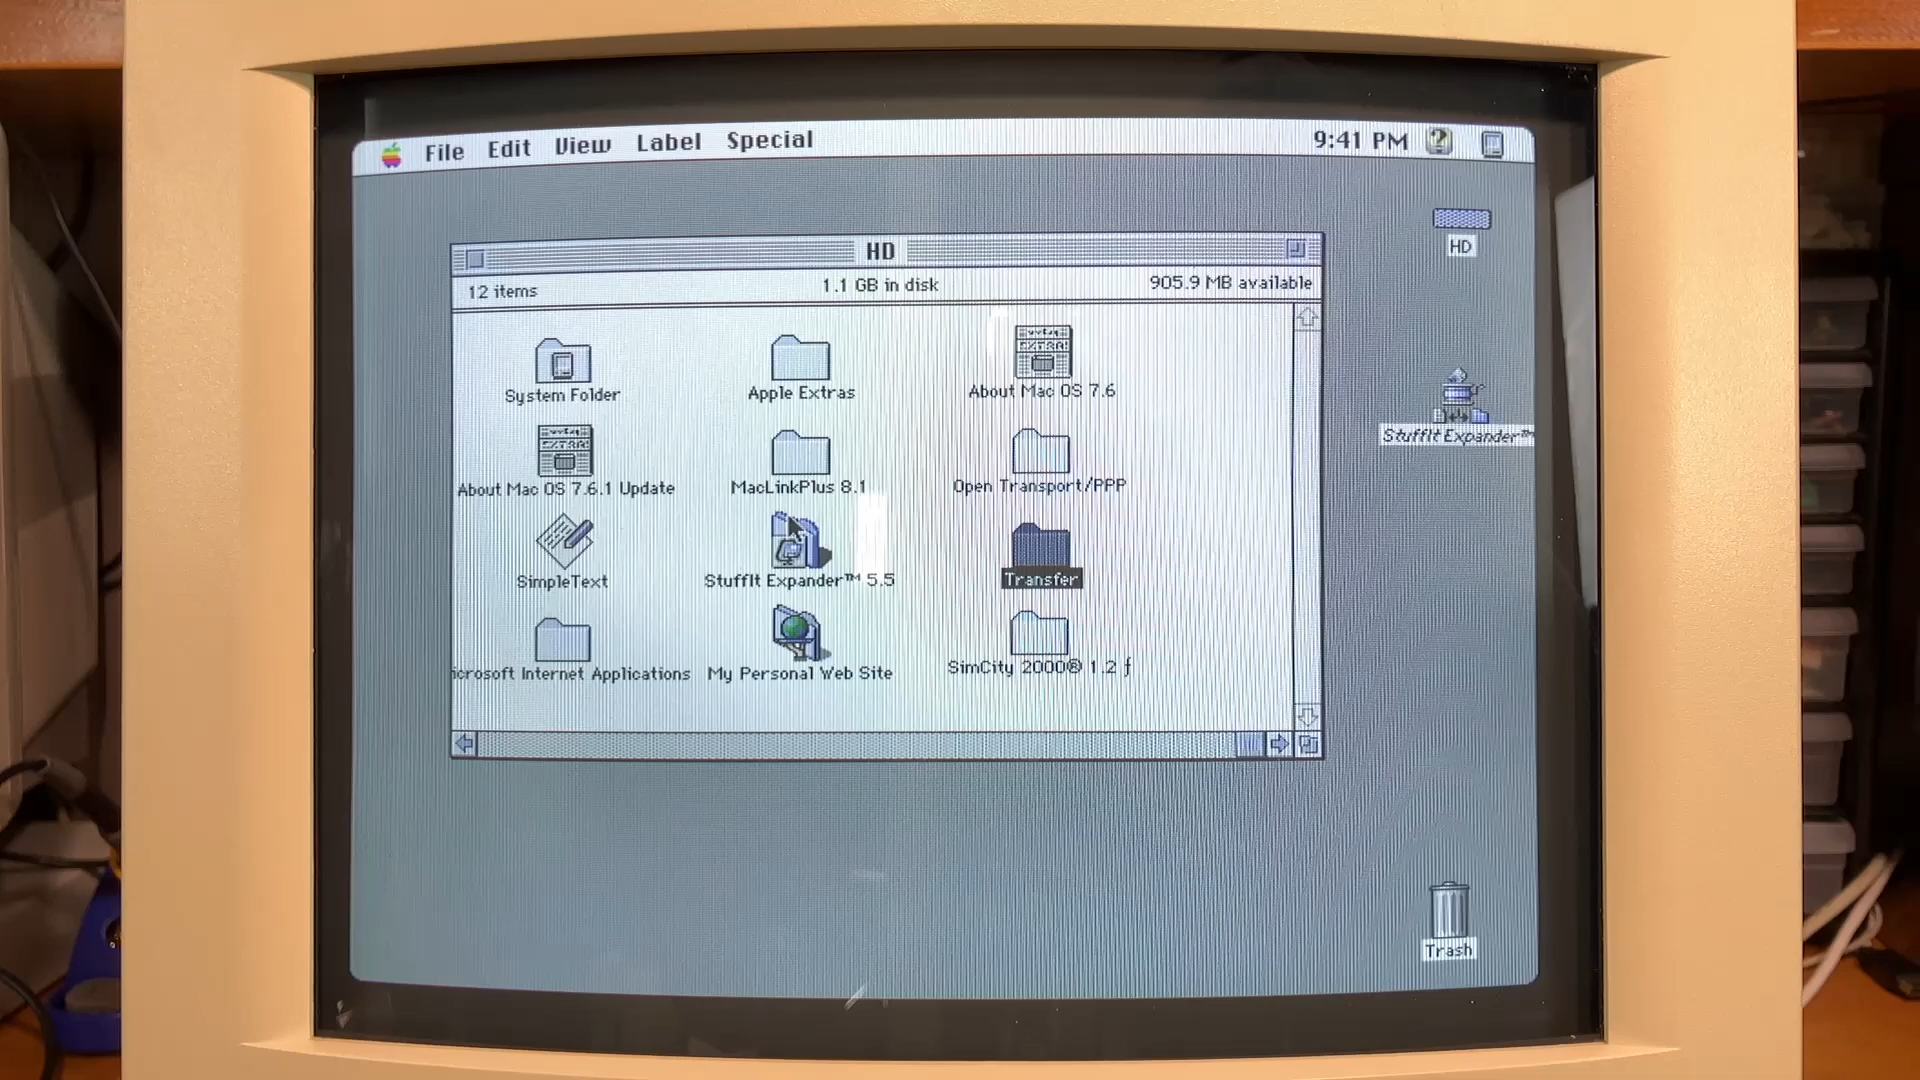 File Edit View Label Special 9:41 PM
HD
12 items 1.1 GB in disk 905.9 MB available
System Folder Apple Extras About Mac OS 7.6
About Mac OS 7.6.1 Update MacLinkPlus 8.1 Open Transport/PPP
SimpleText StuffIt Expander™ 5.5 Transfer
icrosoft Internet Applications My Personal Web Site SimCity 2000® 1.2 ƒ
HD
StuffIt Expander™
Trash